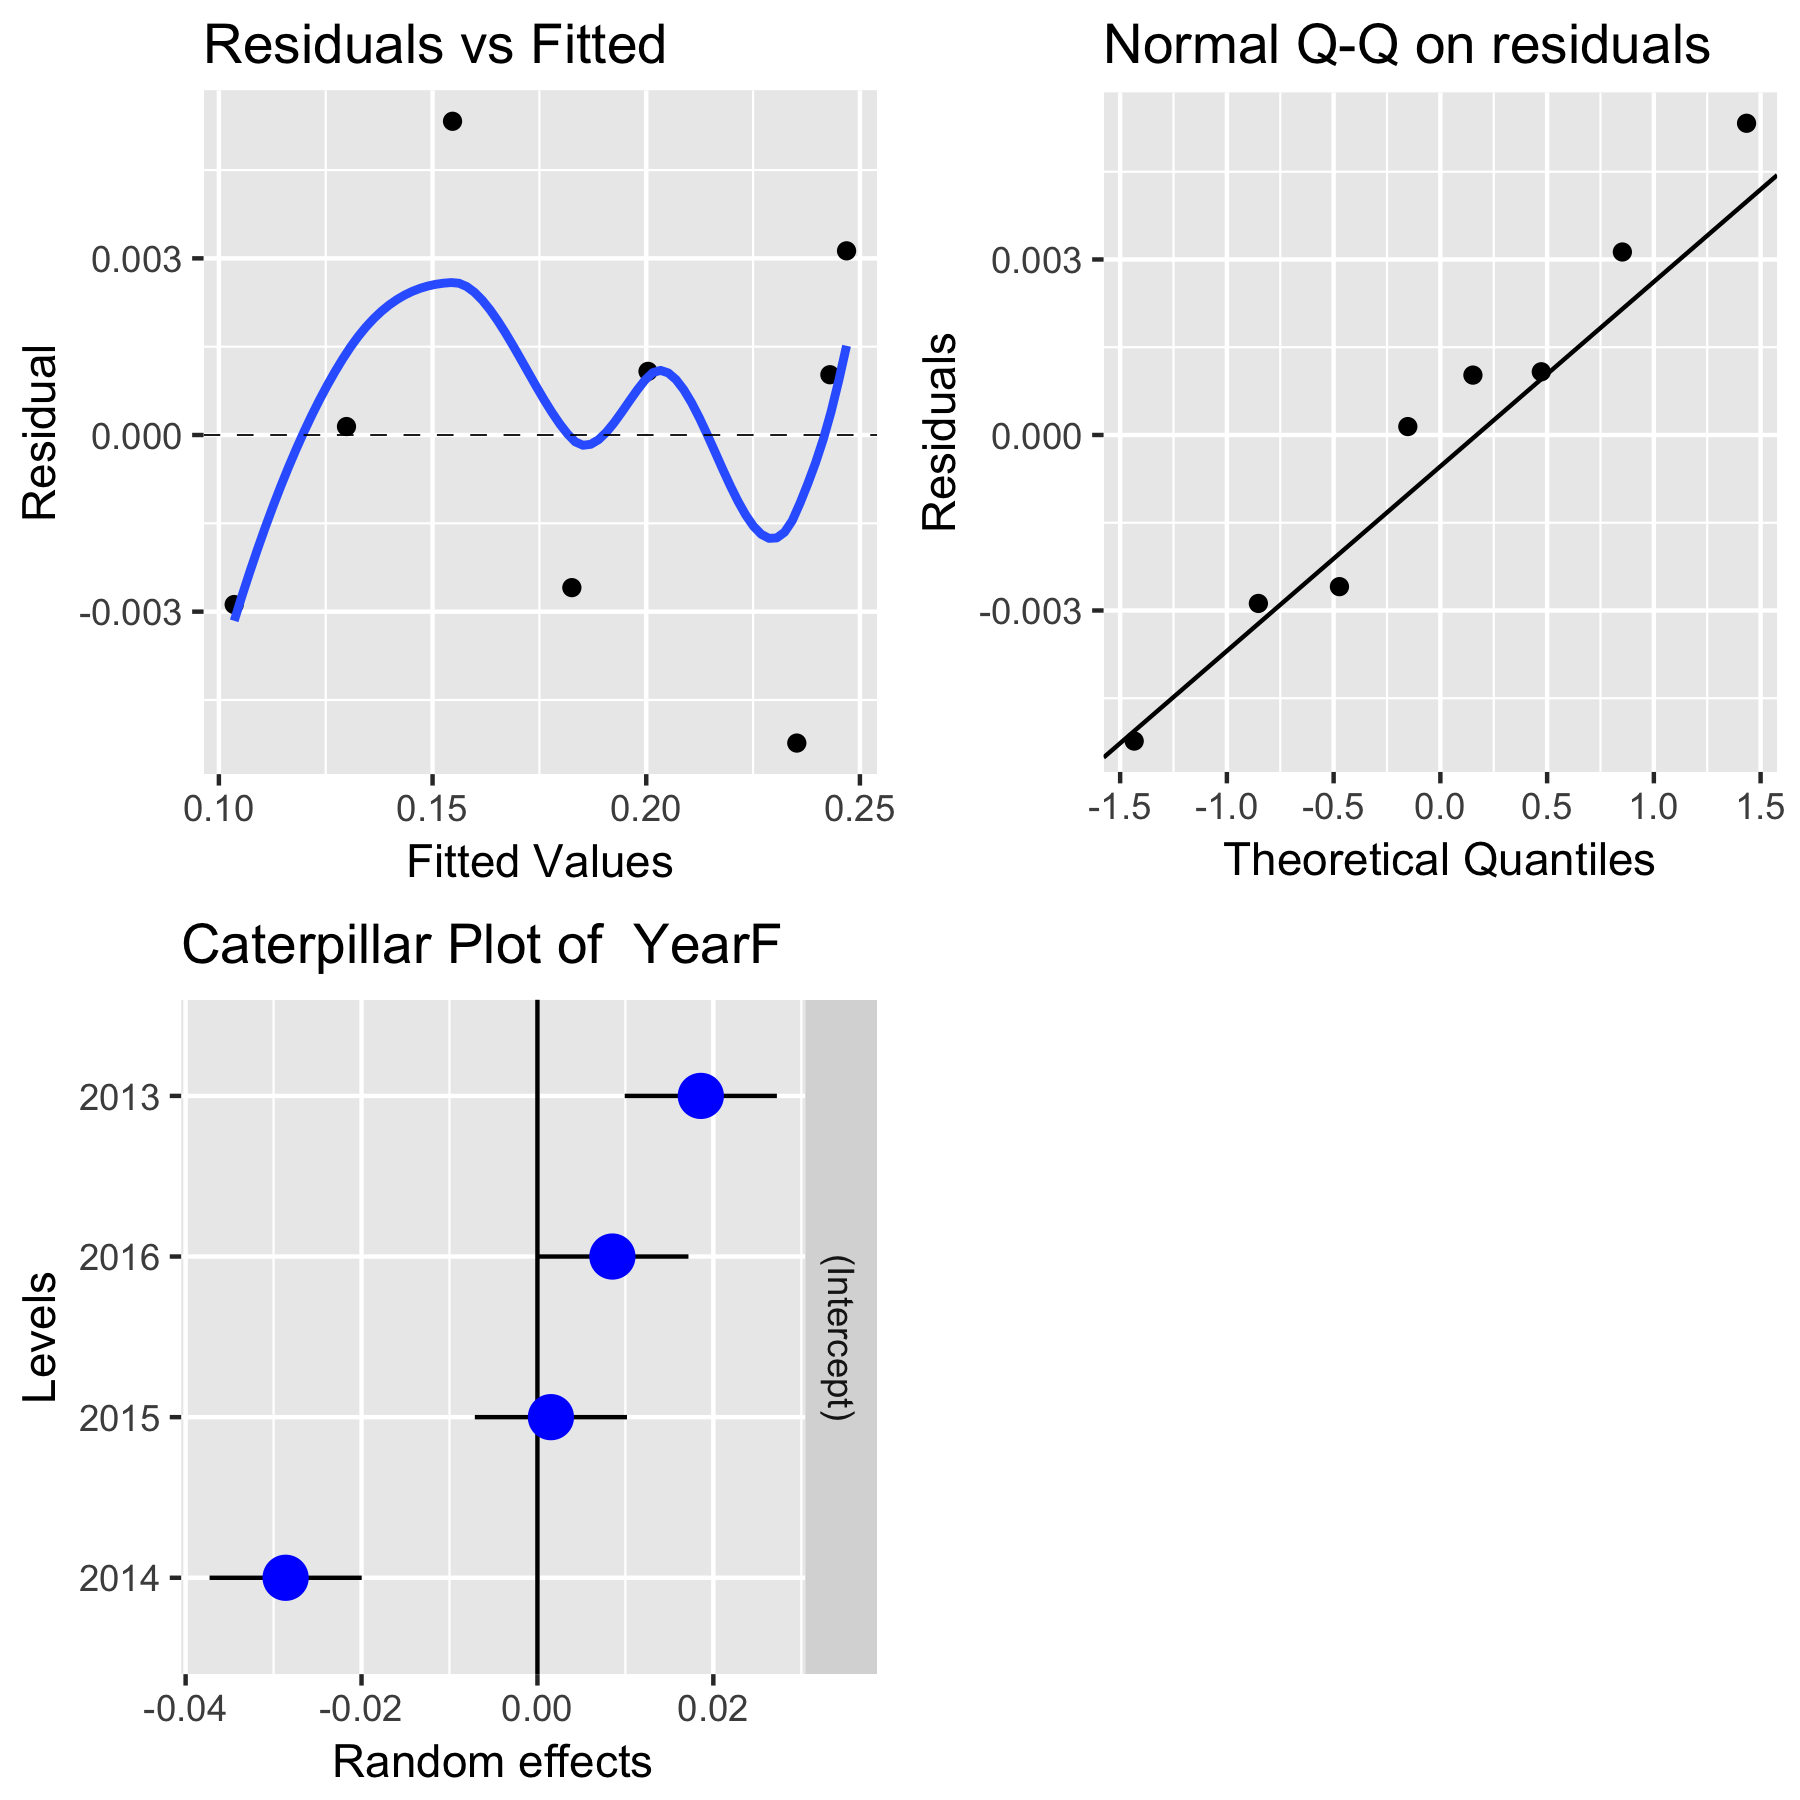 Residuals vs Fitted
Residual
0.003
0.000
-0.003
0.10 0.15 0.20 0.25
Fitted Values
Normal Q-Q on residuals
Residuals
0.003
0.000
-0.003
-1.5 -1.0 -0.5 0.0 0.5 1.0 1.5
Theoretical Quantiles
Caterpillar Plot of  YearF
Levels
2013
2016
2015
2014
(Intercept)
-0.04 -0.02 0.00 0.02
Random effects